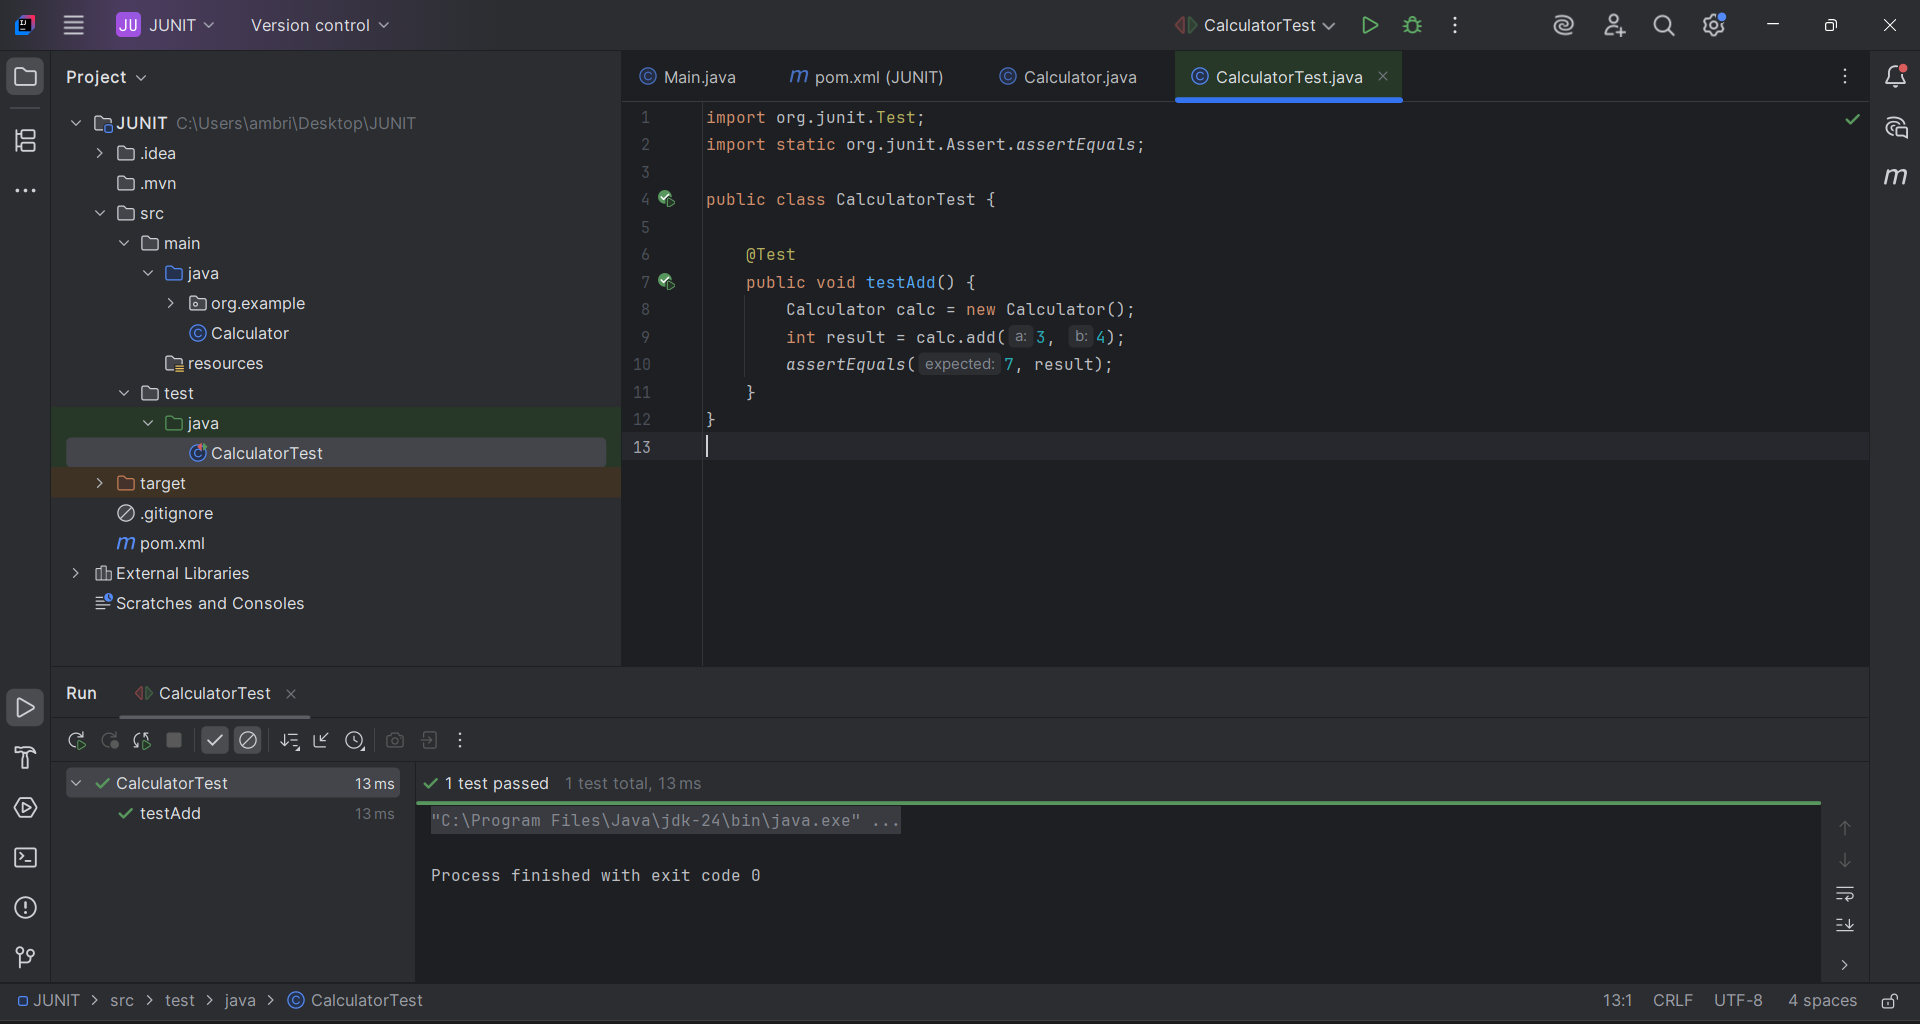 JU JUNIT Version control CalculatorTest
Project
Main.java m pom.xml (JUNIT) Calculator.java CalculatorTest.java
JUNIT C:\Users\ambri\Desktop\JUNIT
.idea
.mvn
src
main
java
org.example
Calculator
resources
test
java
CalculatorTest
target
.gitignore
m pom.xml
External Libraries
Scratches and Consoles
1 import org.junit.Test;
2 import static org.junit.Assert.assertEquals;
3
4 public class CalculatorTest {
5
6 @Test
7 public void testAdd() {
8 Calculator calc = new Calculator();
9 int result = calc.add( a: 3, b: 4);
10 assertEquals( expected: 7, result);
11 }
12 }
13
m
Run CalculatorTest
CalculatorTest 13 ms
testAdd 13 ms
1 test passed 1 test total, 13 ms
"C:\Program Files\Java\jdk-24\bin\java.exe" ...
Process finished with exit code 0
JUNIT > src > test > java > CalculatorTest
13:1 CRLF UTF-8 4 spaces